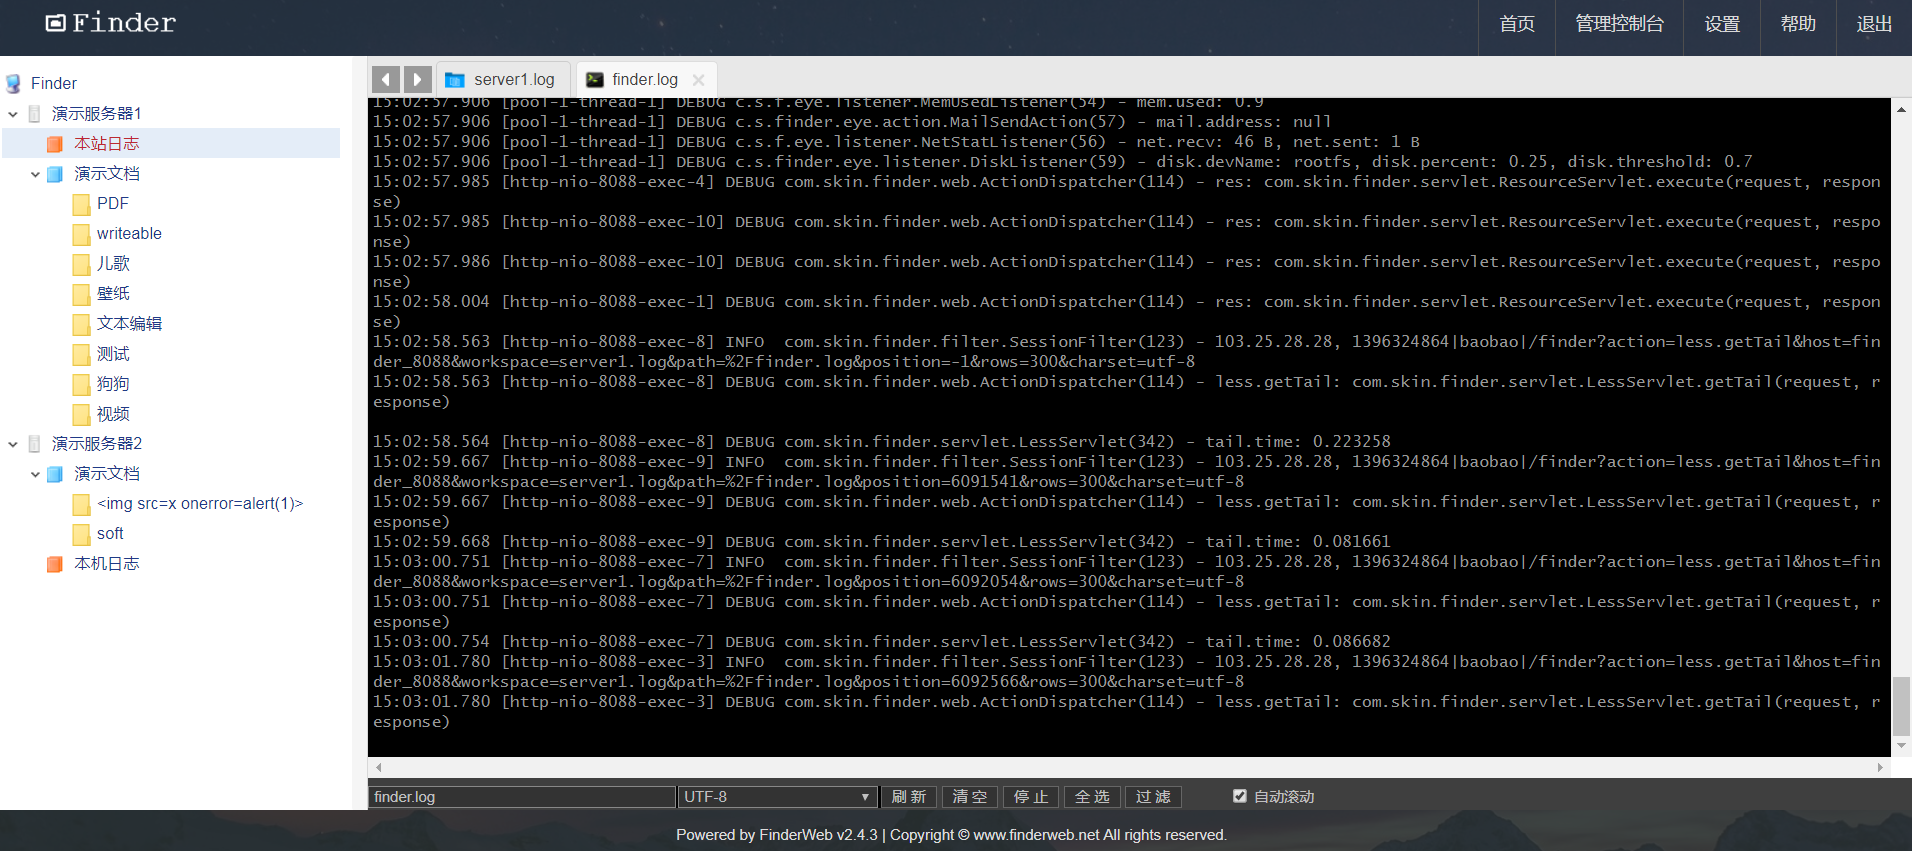 Finder
首页 管理控制台 设置 帮助 退出
Finder
演示服务器1
本站日志
演示文档
PDF
writeable
儿歌
壁纸
文本编辑
测试
狗狗
视频
演示服务器2
演示文档
<img src=x onerror=alert(1)>
soft
本机日志
server1.log finder.log
15:02:57.906 [pool-1-thread-1] DEBUG c.s.f.eye.listener.MemUsedListener(54) - mem.used: 0.9
15:02:57.906 [pool-1-thread-1] DEBUG c.s.finder.eye.action.MailSendAction(57) - mail.address: null
15:02:57.906 [pool-1-thread-1] DEBUG c.s.f.eye.listener.NetStatListener(56) - net.recv: 46 B, net.sent: 1 B
15:02:57.906 [pool-1-thread-1] DEBUG c.s.finder.eye.listener.DiskListener(59) - disk.devName: rootfs, disk.percent: 0.25, disk.threshold: 0.7
15:02:57.985 [http-nio-8088-exec-4] DEBUG com.skin.finder.web.ActionDispatcher(114) - res: com.skin.finder.servlet.ResourceServlet.execute(request, respon
se)
15:02:57.985 [http-nio-8088-exec-10] DEBUG com.skin.finder.web.ActionDispatcher(114) - res: com.skin.finder.servlet.ResourceServlet.execute(request, respo
nse)
15:02:57.986 [http-nio-8088-exec-10] DEBUG com.skin.finder.web.ActionDispatcher(114) - res: com.skin.finder.servlet.ResourceServlet.execute(request, respo
nse)
15:02:58.004 [http-nio-8088-exec-1] DEBUG com.skin.finder.web.ActionDispatcher(114) - res: com.skin.finder.servlet.ResourceServlet.execute(request, respon
se)
15:02:58.563 [http-nio-8088-exec-8] INFO  com.skin.finder.filter.SessionFilter(123) - 103.25.28.28, 1396324864|baobao|/finder?action=less.getTail&host=fin
der_8088&workspace=server1.log&path=%2Ffinder.log&position=-1&rows=300&charset=utf-8
15:02:58.563 [http-nio-8088-exec-8] DEBUG com.skin.finder.web.ActionDispatcher(114) - less.getTail: com.skin.finder.servlet.LessServlet.getTail(request, r
esponse)
15:02:58.564 [http-nio-8088-exec-8] DEBUG com.skin.finder.servlet.LessServlet(342) - tail.time: 0.223258
15:02:59.667 [http-nio-8088-exec-9] INFO  com.skin.finder.filter.SessionFilter(123) - 103.25.28.28, 1396324864|baobao|/finder?action=less.getTail&host=fin
der_8088&workspace=server1.log&path=%2Ffinder.log&position=6091541&rows=300&charset=utf-8
15:02:59.667 [http-nio-8088-exec-9] DEBUG com.skin.finder.web.ActionDispatcher(114) - less.getTail: com.skin.finder.servlet.LessServlet.getTail(request, r
esponse)
15:02:59.668 [http-nio-8088-exec-9] DEBUG com.skin.finder.servlet.LessServlet(342) - tail.time: 0.081661
15:03:00.751 [http-nio-8088-exec-7] INFO  com.skin.finder.filter.SessionFilter(123) - 103.25.28.28, 1396324864|baobao|/finder?action=less.getTail&host=fin
der_8088&workspace=server1.log&path=%2Ffinder.log&position=6092054&rows=300&charset=utf-8
15:03:00.751 [http-nio-8088-exec-7] DEBUG com.skin.finder.web.ActionDispatcher(114) - less.getTail: com.skin.finder.servlet.LessServlet.getTail(request, r
esponse)
15:03:00.754 [http-nio-8088-exec-7] DEBUG com.skin.finder.servlet.LessServlet(342) - tail.time: 0.086682
15:03:01.780 [http-nio-8088-exec-3] INFO  com.skin.finder.filter.SessionFilter(123) - 103.25.28.28, 1396324864|baobao|/finder?action=less.getTail&host=fin
der_8088&workspace=server1.log&path=%2Ffinder.log&position=6092566&rows=300&charset=utf-8
15:03:01.780 [http-nio-8088-exec-3] DEBUG com.skin.finder.web.ActionDispatcher(114) - less.getTail: com.skin.finder.servlet.LessServlet.getTail(request, r
esponse)
finder.log UTF-8 刷 新 清 空 停 止 全 选 过 滤 自动滚动
Powered by FinderWeb v2.4.3 | Copyright © www.finderweb.net All rights reserved.